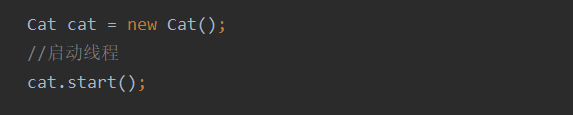 Cat cat = new Cat();
//启动线程
cat.start();